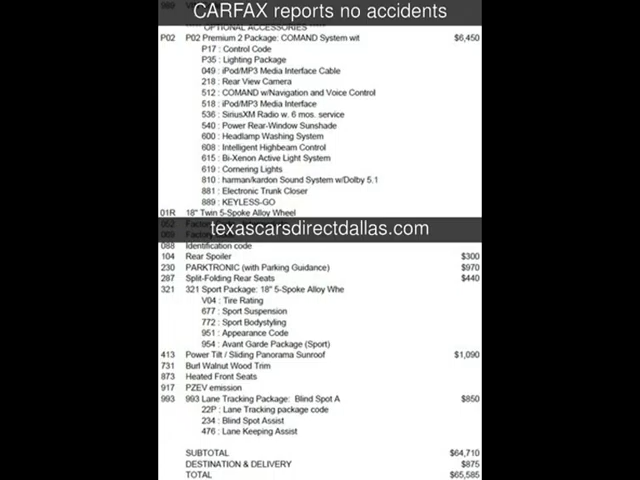 CARFAX reports no accidents
OPTIONAL ACCESSORIES
P02 P02 Premium 2 Package: COMAND System wit $6,450
P17 : Control Code
P35 : Lighting Package
049 : iPod/MP3 Media Interface Cable
218 : Rear View Camera
512 : COMAND w/Navigation and Voice Control
518 : iPod/MP3 Media Interface
536 : SiriusXM Radio w. 6 mos. service
540 : Power Rear-Window Sunshade
600 : Headlamp Washing System
608 : Intelligent Highbeam Control
615 : Bi-Xenon Active Light System
619 : Cornering Lights
810 : harman/kardon Sound System w/Dolby 5.1
881 : Electronic Trunk Closer
889 : KEYLESS-GO
01R 18" Twin 5-Spoke Alloy Wheel
texascarsdirectdallas.com
088 Identification code
104 Rear Spoiler $300
230 PARKTRONIC (with Parking Guidance) $970
287 Split-Folding Rear Seats $440
321 321 Sport Package: 18" 5-Spoke Alloy Whe
V04 : Tire Rating
677 : Sport Suspension
772 : Sport Bodystyling
951 : Appearance Code
954 : Avant Garde Package (Sport)
413 Power Tilt / Sliding Panorama Sunroof $1,090
731 Burl Walnut Wood Trim
873 Heated Front Seats
917 PZEV emission
993 993 Lane Tracking Package: Blind Spot A $850
22P : Lane Tracking package code
234 : Blind Spot Assist
476 : Lane Keeping Assist
SUBTOTAL $64,710
DESTINATION & DELIVERY $875
TOTAL $65,585